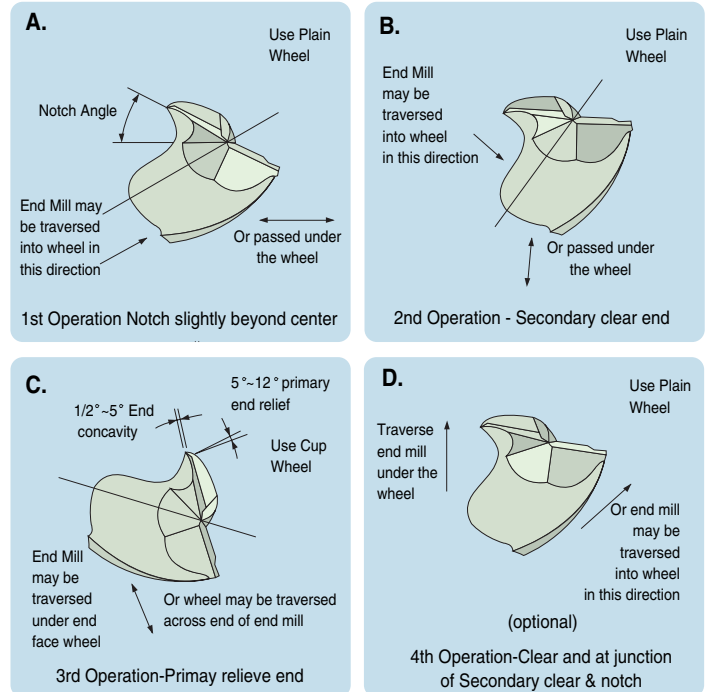 A.
Use Plain
Wheel
Notch Angle
End Mill may
be traversed
into wheel in
this direction
Or passed under
the wheel
1st Operation Notch slightly beyond center
B.
Use Plain
Wheel
End Mill
may be
traversed
into wheel
in this direction
Or passed under
the wheel
2nd Operation - Secondary clear end
C.
5°~12° primary
end relief
1/2°~5° End
concavity
Use Cup
Wheel
End Mill
may be
traversed
under end
face wheel
Or wheel may be traversed
across end of end mill
3rd Operation-Primay relieve end
D.
Use Plain
Wheel
Traverse
end mill
under the
wheel
Or end mill
may be
traversed
into wheel
in this direction
(optional)
4th Operation-Clear and at junction
of Secondary clear & notch